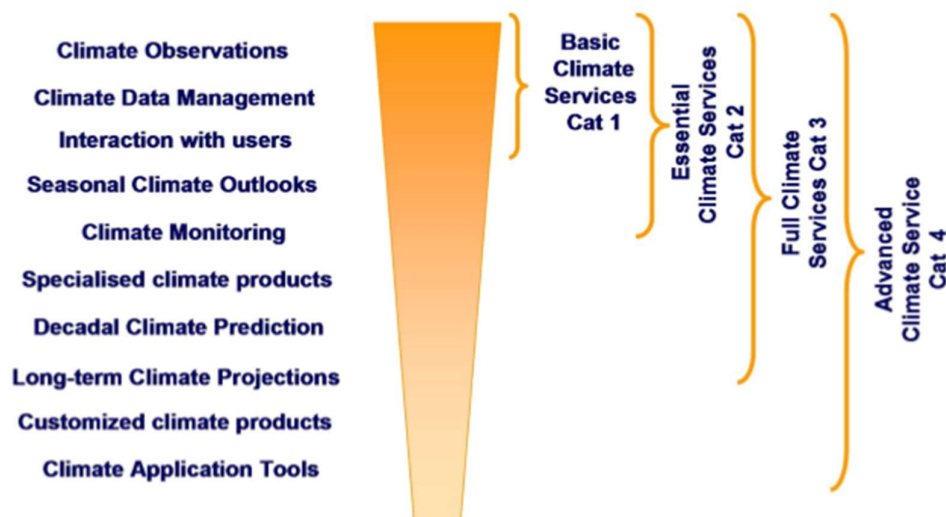 Climate Observations
Climate Data Management
Interaction with users
Seasonal Climate Outlooks
Climate Monitoring
Specialised climate products
Decadal Climate Prediction
Long-term Climate Projections
Customized climate products
Climate Application Tools
Basic
Climate
Services
Cat 1
Essential
Climate Services
Cat 2
Full Climate
Services Cat 3
Advanced
Climate Service
Cat 4